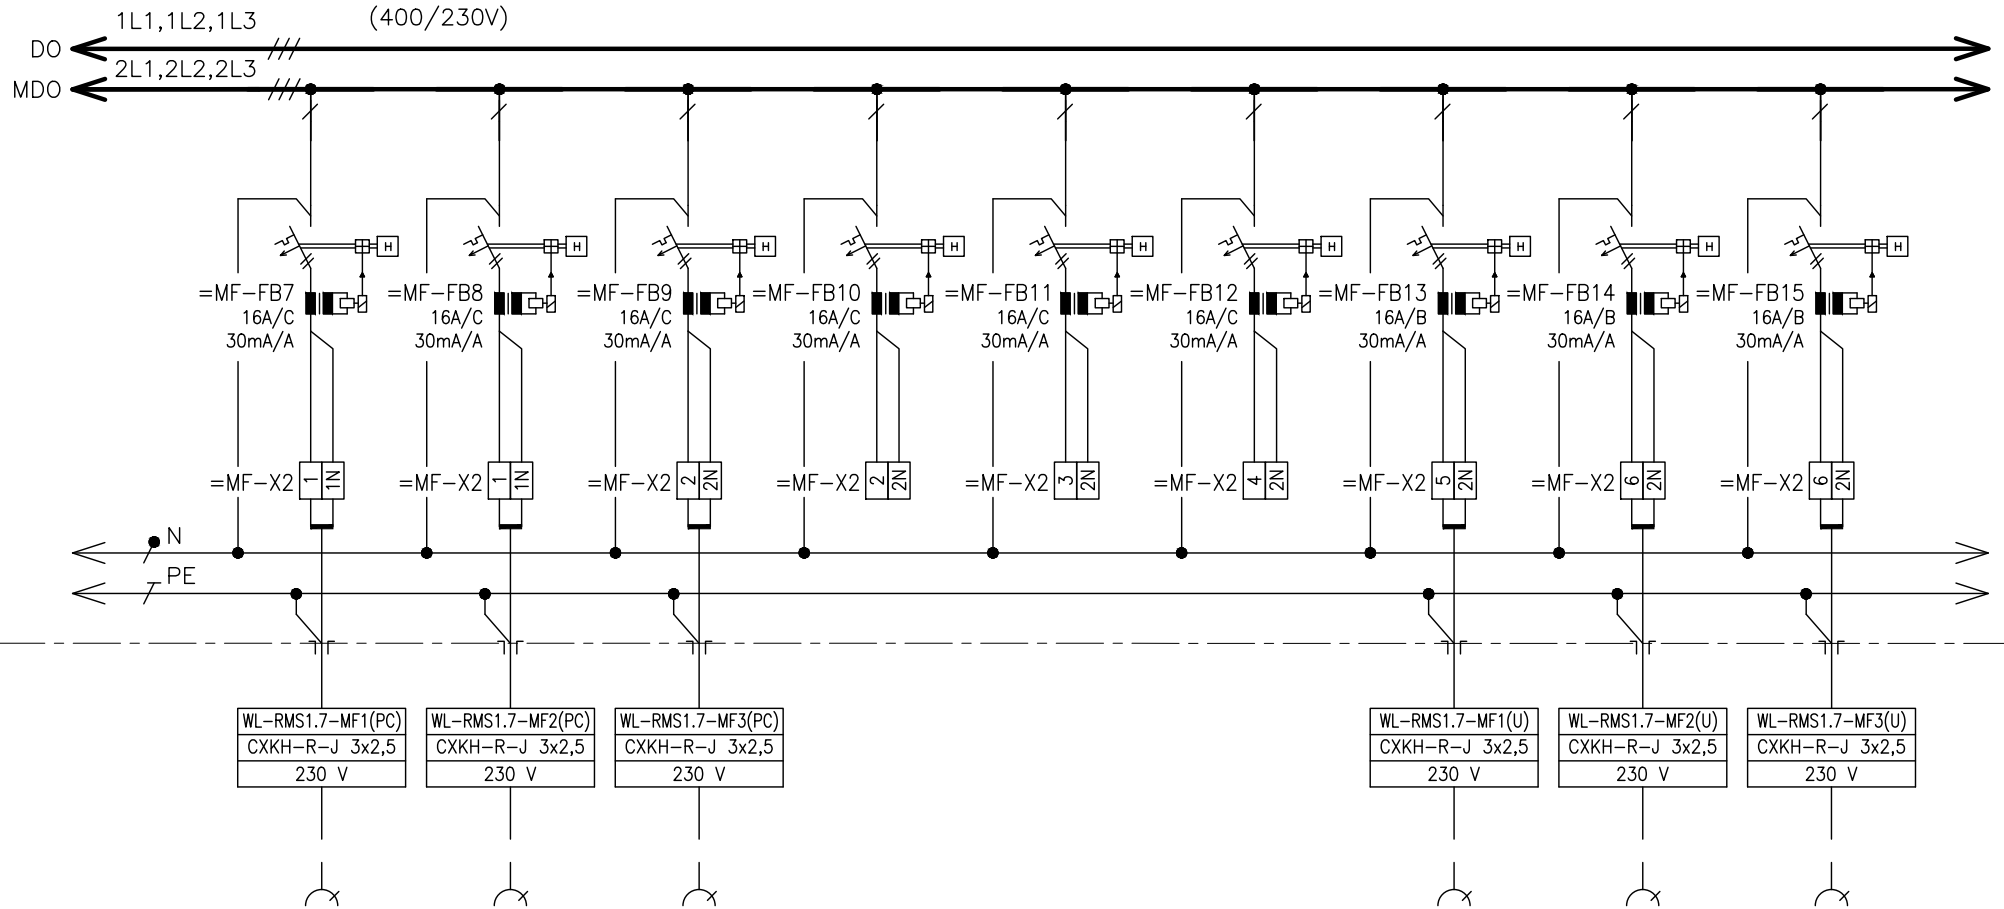 1L1,1L2,1L3 (400/230V)
DO
2L1,2L2,2L3
MDO
H H H H H H H H H
=MF-FB7 =MF-FB8 =MF-FB9 =MF-FB10 =MF-FB11 =MF-FB12 =MF-FB13 =MF-FB14 =MF-FB15
16A/C 16A/C 16A/C 16A/C 16A/C 16A/C 16A/B 16A/B 16A/B
30mA/A 30mA/A 30mA/A 30mA/A 30mA/A 30mA/A 30mA/A 30mA/A 30mA/A
=MF-X2 1 1N =MF-X2 1 1N =MF-X2 2 2N =MF-X2 2 2N =MF-X2 3 2N =MF-X2 4 2N =MF-X2 5 2N =MF-X2 6 2N =MF-X2 6 2N
N
PE
WL-RMS1.7-MF1(PC) WL-RMS1.7-MF2(PC) WL-RMS1.7-MF3(PC) WL-RMS1.7-MF1(U) WL-RMS1.7-MF2(U) WL-RMS1.7-MF3(U)
CXKH-R-J 3x2,5 CXKH-R-J 3x2,5 CXKH-R-J 3x2,5 CXKH-R-J 3x2,5 CXKH-R-J 3x2,5 CXKH-R-J 3x2,5
230 V 230 V 230 V 230 V 230 V 230 V